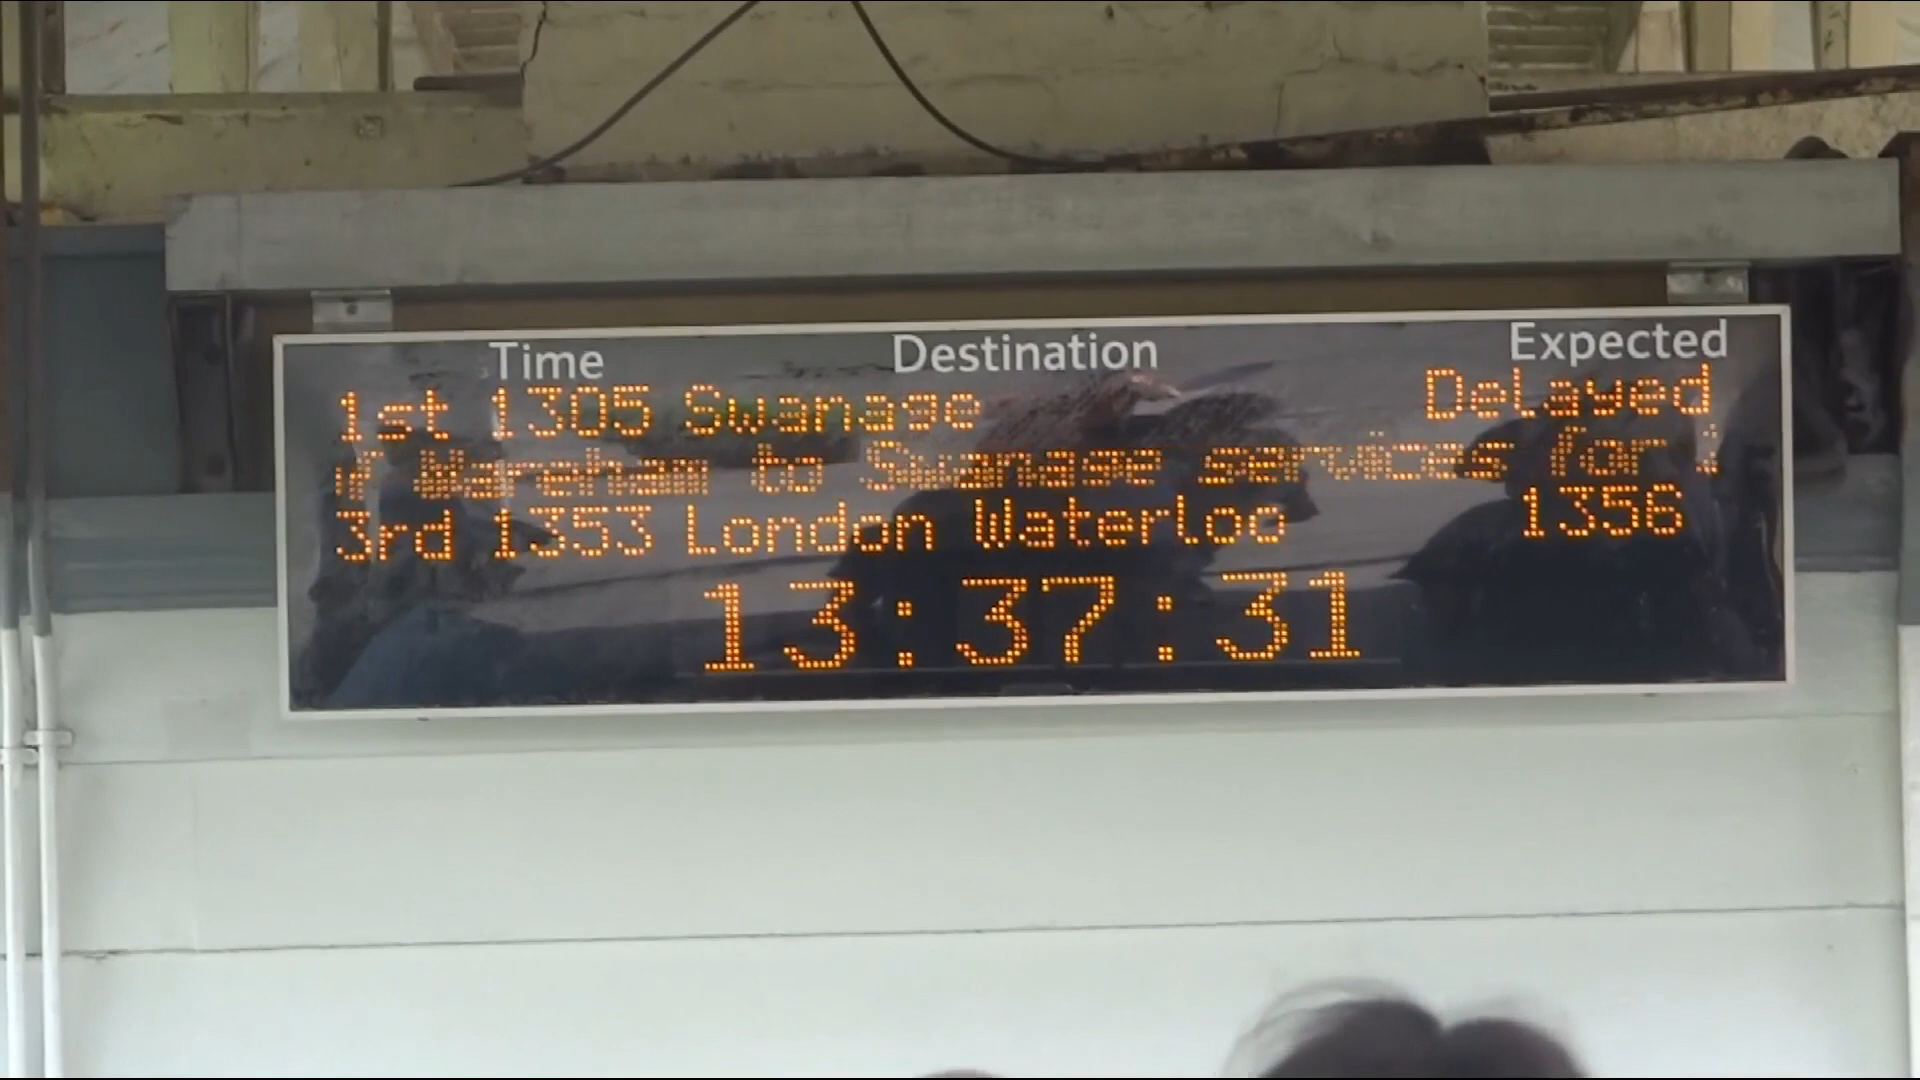 Time Destination Expected
1st 1305 Swanage Delayed
Wareham to Swanage services for
3rd 1353 London Waterloo 1356
13:37:31